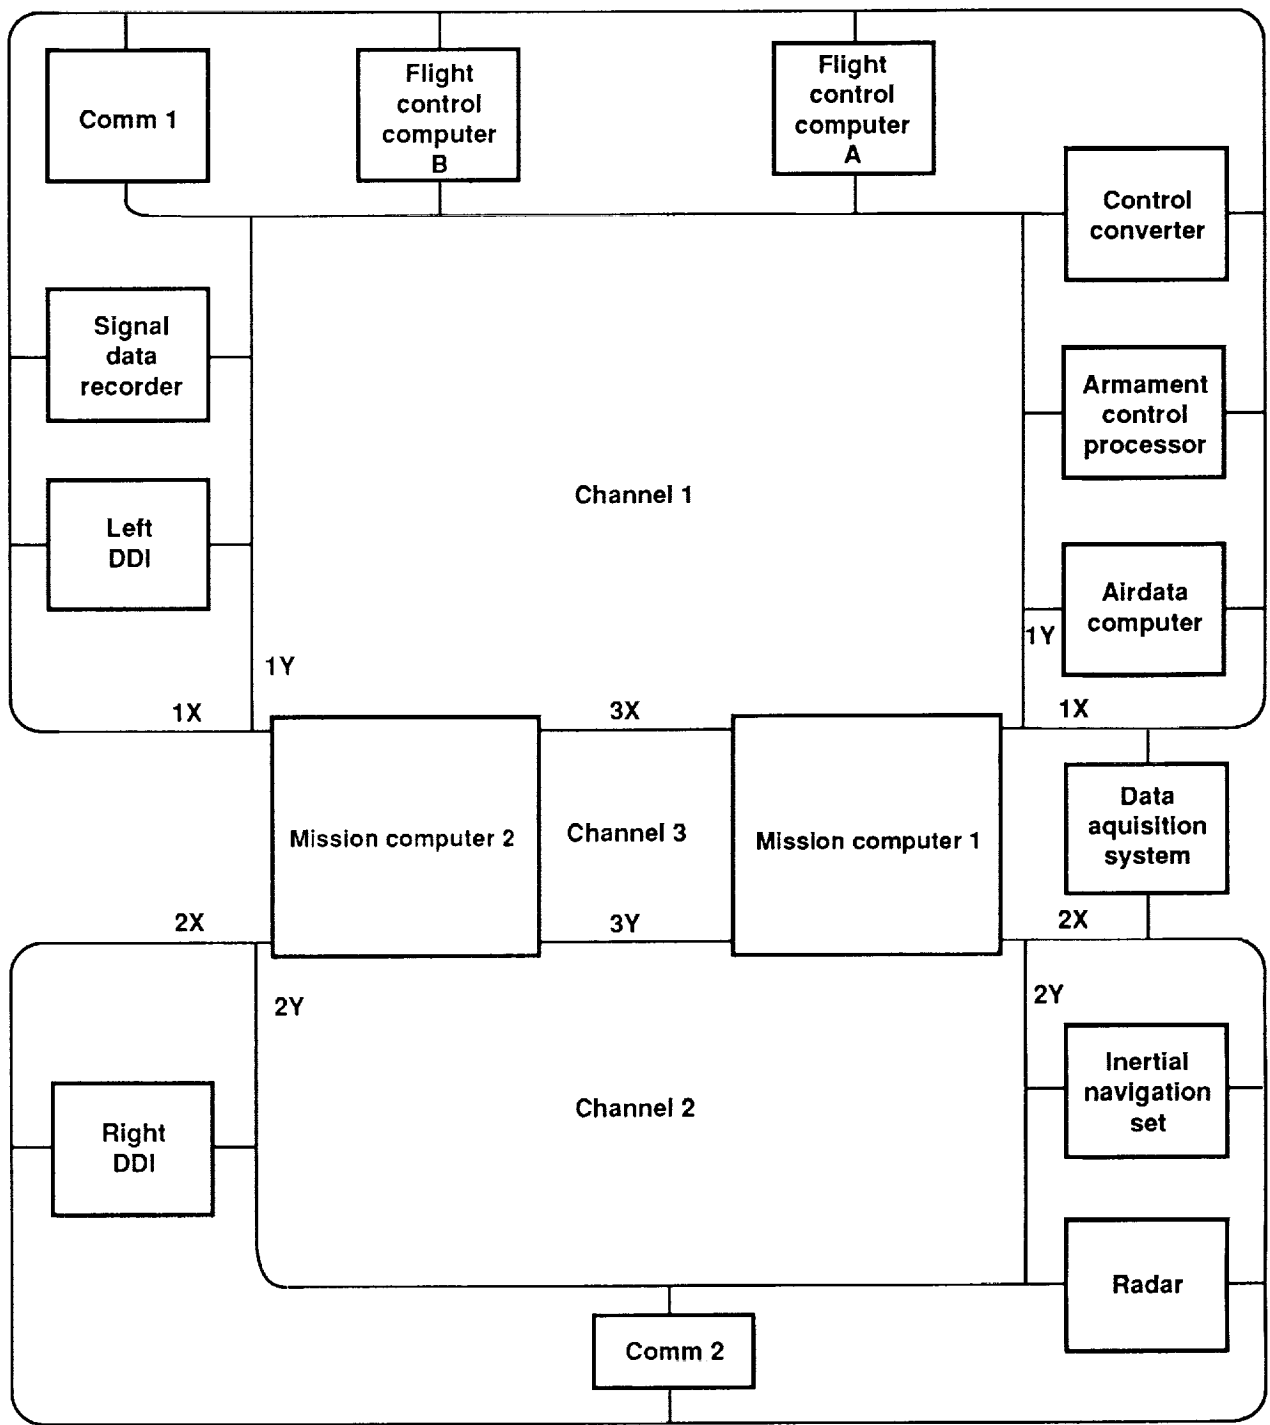 Comm 1
Flight
control
computer
B
Flight
control
computer
A
Control
converter
Signal
data
recorder
Armament
control
processor
Channel 1
Left
DDI
Airdata
computer
1Y
1Y
1X
3X
1X
Mission computer 2
Channel 3
Mission computer 1
Data
aquisition
system
2X
3Y
2X
2Y
2Y
Inertial
navigation
set
Channel 2
Right
DDI
Radar
Comm 2